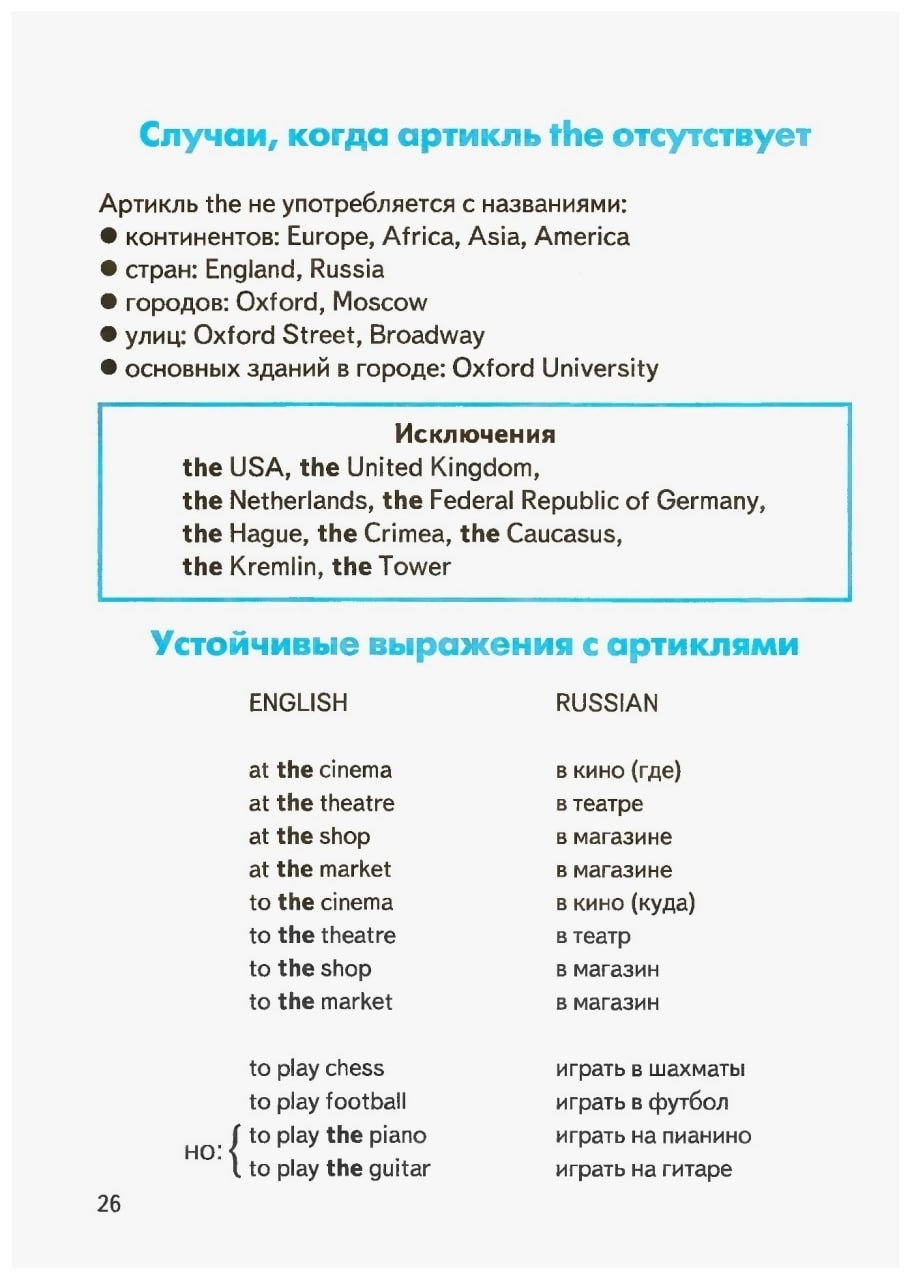 Случаи, когда артикль the отсутствует
Артикль the не употребляется с названиями:
● континентов: Europe, Africa, Asia, America
● стран: England, Russia
● городов: Oxford, Moscow
● улиц: Oxford Street, Broadway
● основных зданий в городе: Oxford University
Исключения
the USA, the United Kingdom,
the Netherlands, the Federal Republic of Germany,
the Hague, the Crimea, the Caucasus,
the Kremlin, the Tower
Устойчивые выражения с артиклями
ENGLISH RUSSIAN
at the cinema в кино (где)
at the theatre в театре
at the shop в магазине
at the market в магазине
to the cinema в кино (куда)
to the theatre в театр
to the shop в магазин
to the market в магазин
to play chess играть в шахматы
to play football играть в футбол
но: { to play the piano играть на пианино
to play the guitar играть на гитаре
26